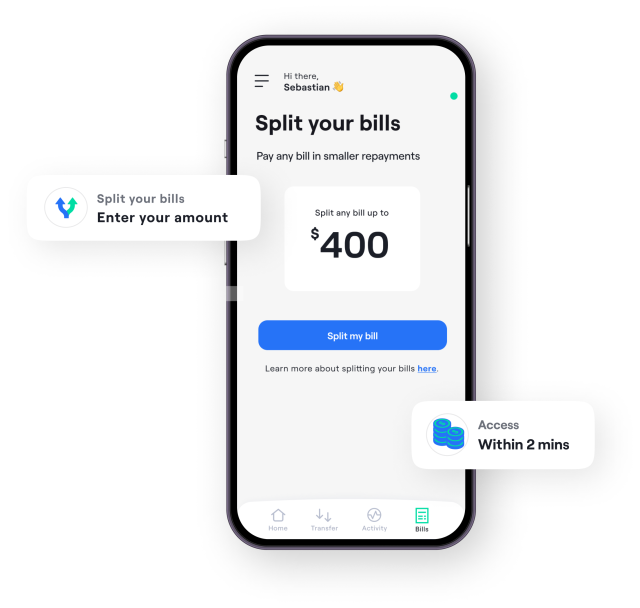 Hi there,
Sebastian 👋
Split your bills
Pay any bill in smaller repayments
Split your bills
Enter your amount
Split any bill up to
$400
Split my bill
Learn more about splitting your bills here.
Access
Within 2 mins
Home
Transfer
Activity
Bills